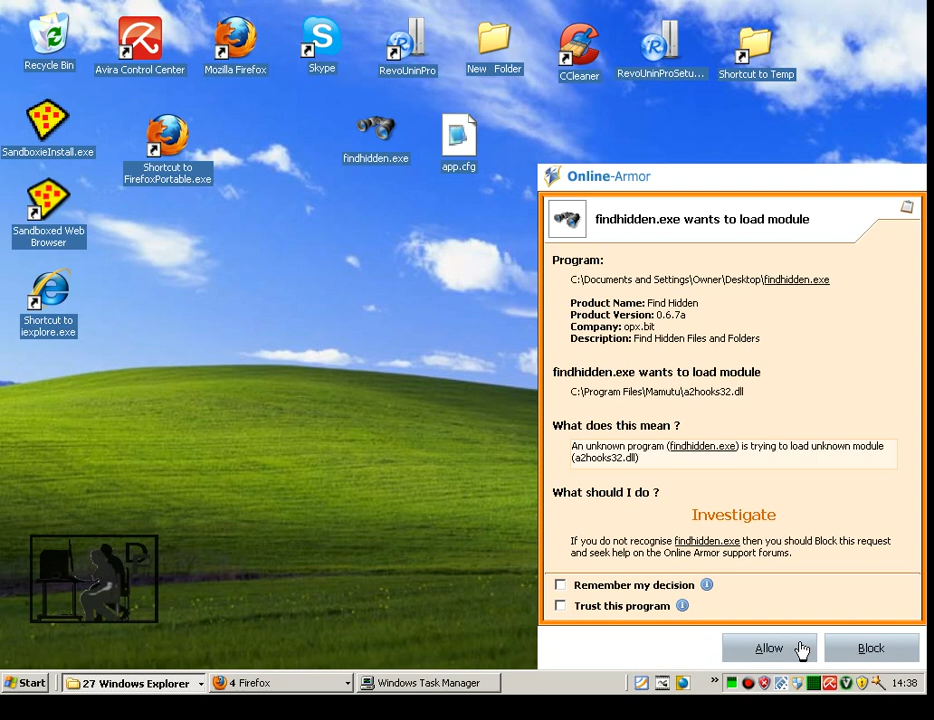 Recycle Bin
Avira Control Center
Mozilla Firefox
Skype
RevoUninPro
New Folder
CCleaner
RevoUninProSetu...
Shortcut to Temp
SandboxieInstall.exe
Shortcut to
FirefoxPortable.exe
findhidden.exe
app.cfg
Sandboxed Web
Browser
Shortcut to
iexplore.exe
Online-Armor
findhidden.exe wants to load module
Program:
C:\Documents and Settings\Owner\Desktop\findhidden.exe
Product Name: Find Hidden
Product Version: 0.6.7a
Company: opx.bit
Description: Find Hidden Files and Folders
findhidden.exe wants to load module
C:\Program Files\Mamutu\a2hooks32.dll
What does this mean ?
An unknown program (findhidden.exe) is trying to load unknown module
(a2hooks32.dll)
What should I do ?
Investigate
If you do not recognise findhidden.exe then you should Block this request
and seek help on the Online Armor support forums.
Remember my decision
Trust this program
Allow
Block
D
Start
27 Windows Explorer
4 Firefox
Windows Task Manager
14:38